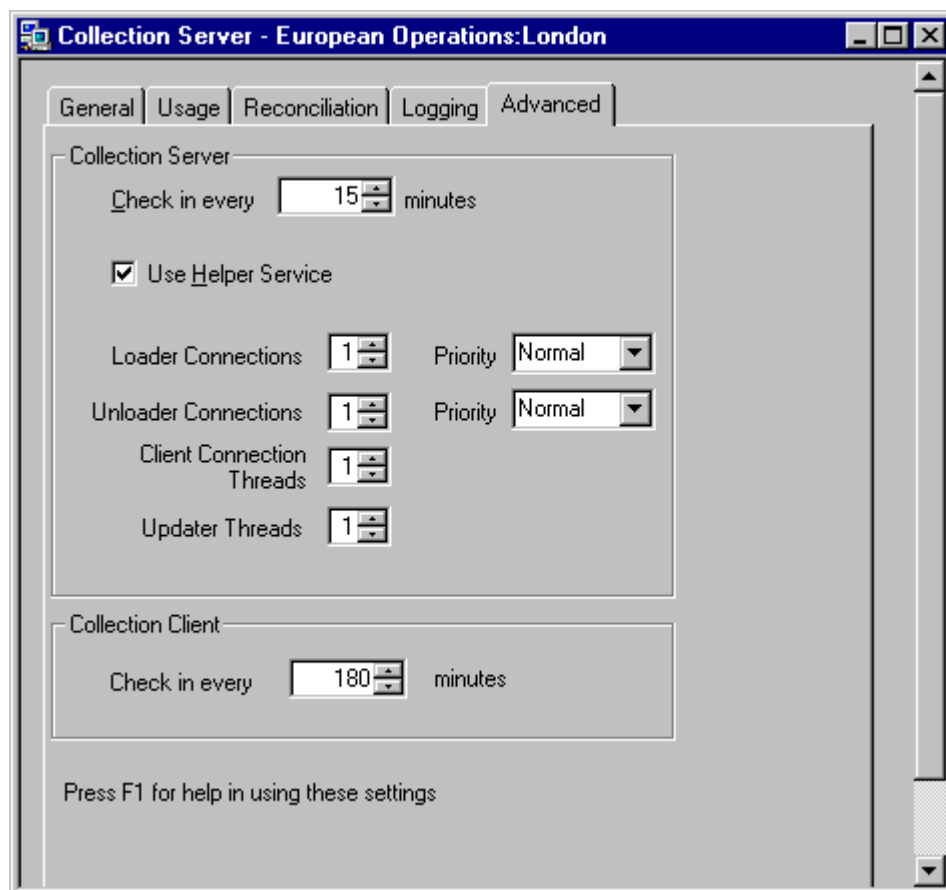 Collection Server - European Operations:London
General Usage Reconciliation Logging Advanced
Collection Server
Check in every 15 minutes
Use Helper Service
Loader Connections 1 Priority Normal
Unloader Connections 1 Priority Normal
Client Connection
Threads 1
Updater Threads 1
Collection Client
Check in every 180 minutes
Press F1 for help in using these settings